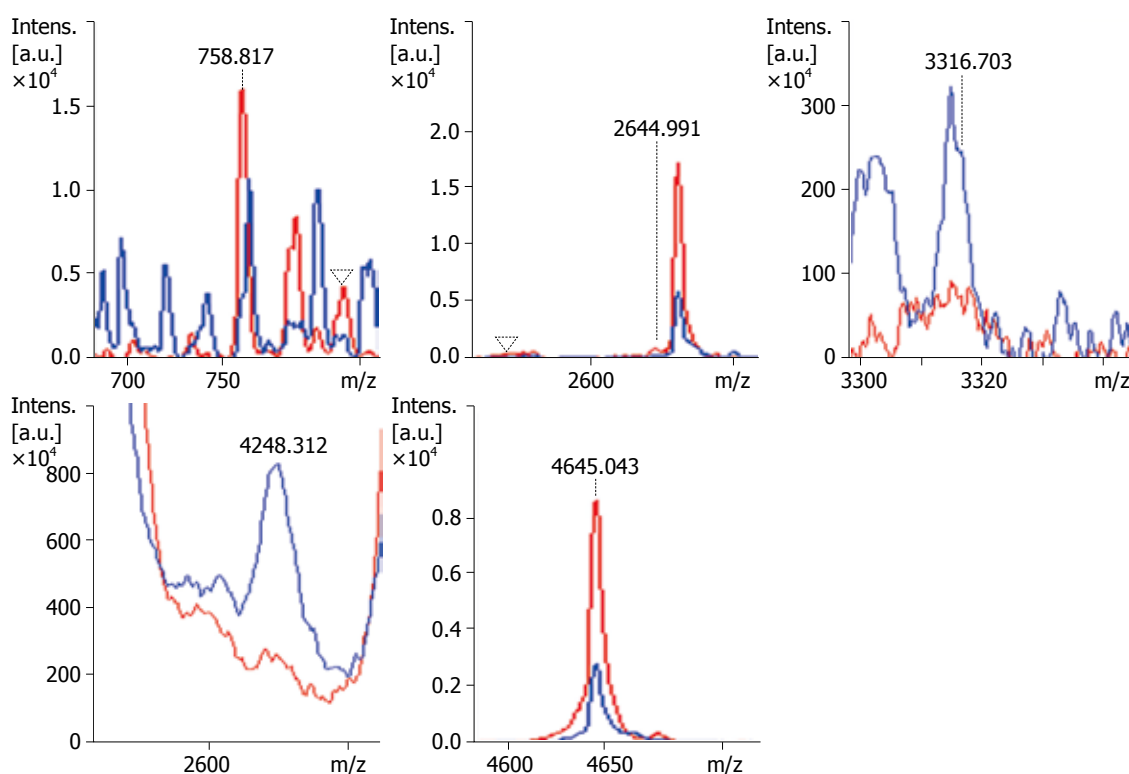 Intens.
[a.u.]
×10⁴
758.817
1.5
1.0
0.5
0.0
700
750
m/z
Intens.
[a.u.]
×10⁴
2644.991
2.0
1.5
1.0
0.5
0.0
2600
m/z
Intens.
[a.u.]
×10⁴
3316.703
300
200
100
0
3300
3320
m/z
Intens.
[a.u.]
×10⁴
4248.312
800
600
400
200
0
2600
m/z
Intens.
[a.u.]
×10⁴
4645.043
0.8
0.6
0.4
0.2
0.0
4600
4650
m/z